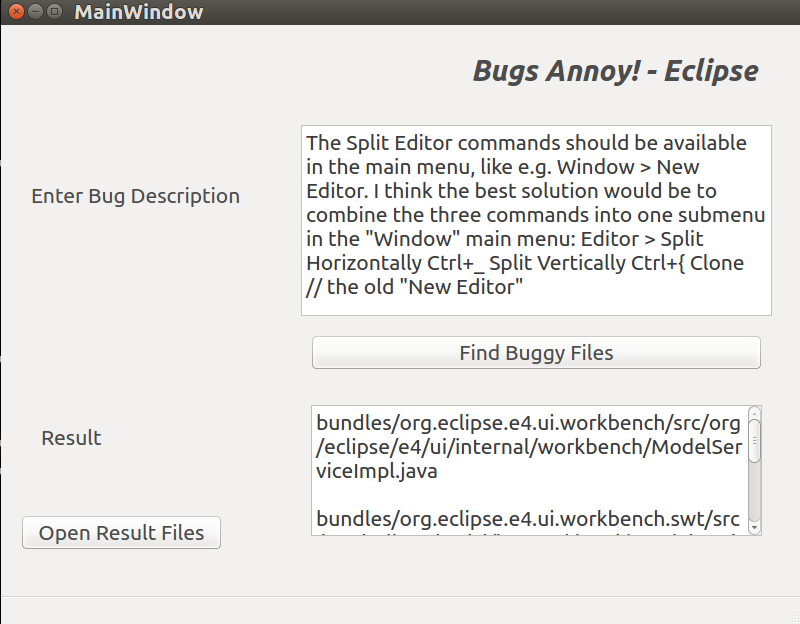 MainWindow
Bugs Annoy! - Eclipse
Enter Bug Description
The Split Editor commands should be available
in the main menu, like e.g. Window > New
Editor. I think the best solution would be to
combine the three commands into one submenu
in the "Window" main menu: Editor > Split
Horizontally Ctrl+_ Split Vertically Ctrl+{ Clone
// the old "New Editor"
Find Buggy Files
Result
bundles/org.eclipse.e4.ui.workbench/src/org
/eclipse/e4/ui/internal/workbench/ModelSer
viceImpl.java
bundles/org.eclipse.e4.ui.workbench.swt/src
Open Result Files